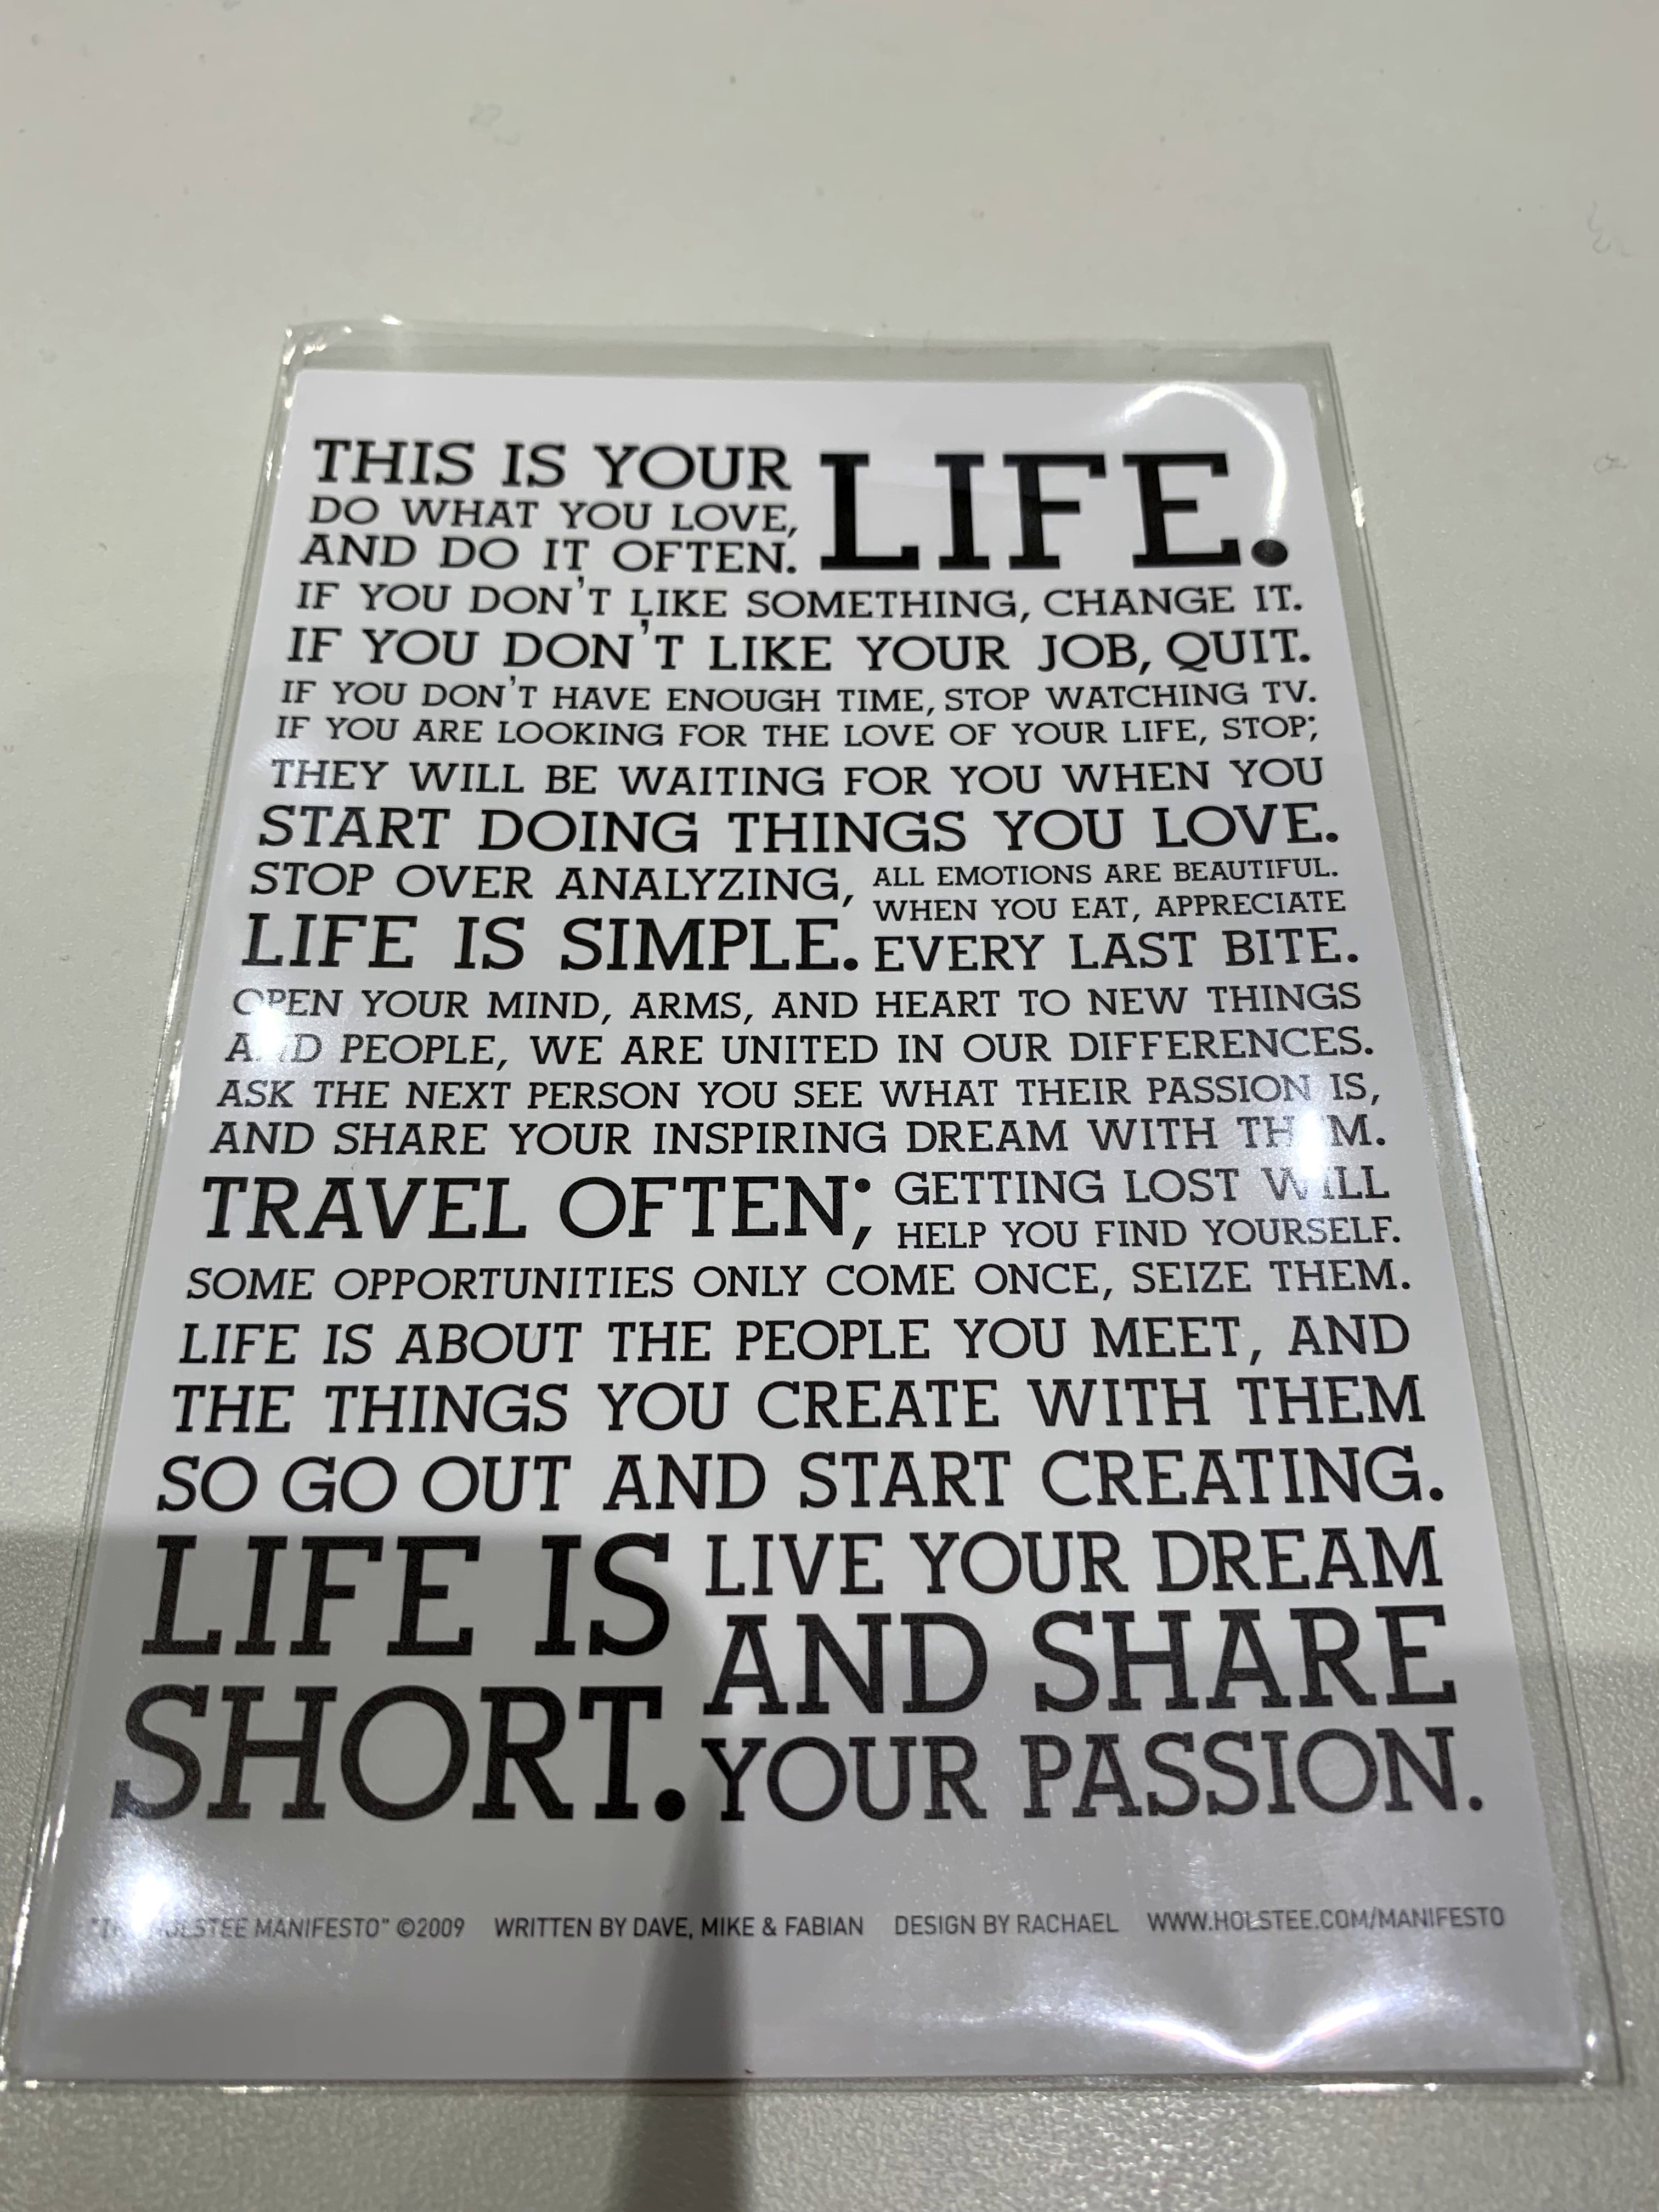 THIS IS YOUR LIFE.
DO WHAT YOU LOVE,
AND DO IT OFTEN.
IF YOU DON'T LIKE SOMETHING, CHANGE IT.
IF YOU DON'T LIKE YOUR JOB, QUIT.
IF YOU DON'T HAVE ENOUGH TIME, STOP WATCHING TV.
IF YOU ARE LOOKING FOR THE LOVE OF YOUR LIFE, STOP;
THEY WILL BE WAITING FOR YOU WHEN YOU
START DOING THINGS YOU LOVE.
STOP OVER ANALYZING,
LIFE IS SIMPLE.
ALL EMOTIONS ARE BEAUTIFUL.
WHEN YOU EAT, APPRECIATE
EVERY LAST BITE.
OPEN YOUR MIND, ARMS, AND HEART TO NEW THINGS
AND PEOPLE, WE ARE UNITED IN OUR DIFFERENCES.
ASK THE NEXT PERSON YOU SEE WHAT THEIR PASSION IS,
AND SHARE YOUR INSPIRING DREAM WITH THEM.
TRAVEL OFTEN;
GETTING LOST WILL
HELP YOU FIND YOURSELF.
SOME OPPORTUNITIES ONLY COME ONCE, SEIZE THEM.
LIFE IS ABOUT THE PEOPLE YOU MEET, AND
THE THINGS YOU CREATE WITH THEM
SO GO OUT AND START CREATING.
LIFE IS
SHORT.
LIVE YOUR DREAM
AND SHARE
YOUR PASSION.
"THE HOLSTEE MANIFESTO" ©2009 WRITTEN BY DAVE, MIKE & FABIAN DESIGN BY RACHAEL WWW.HOLSTEE.COM/MANIFESTO